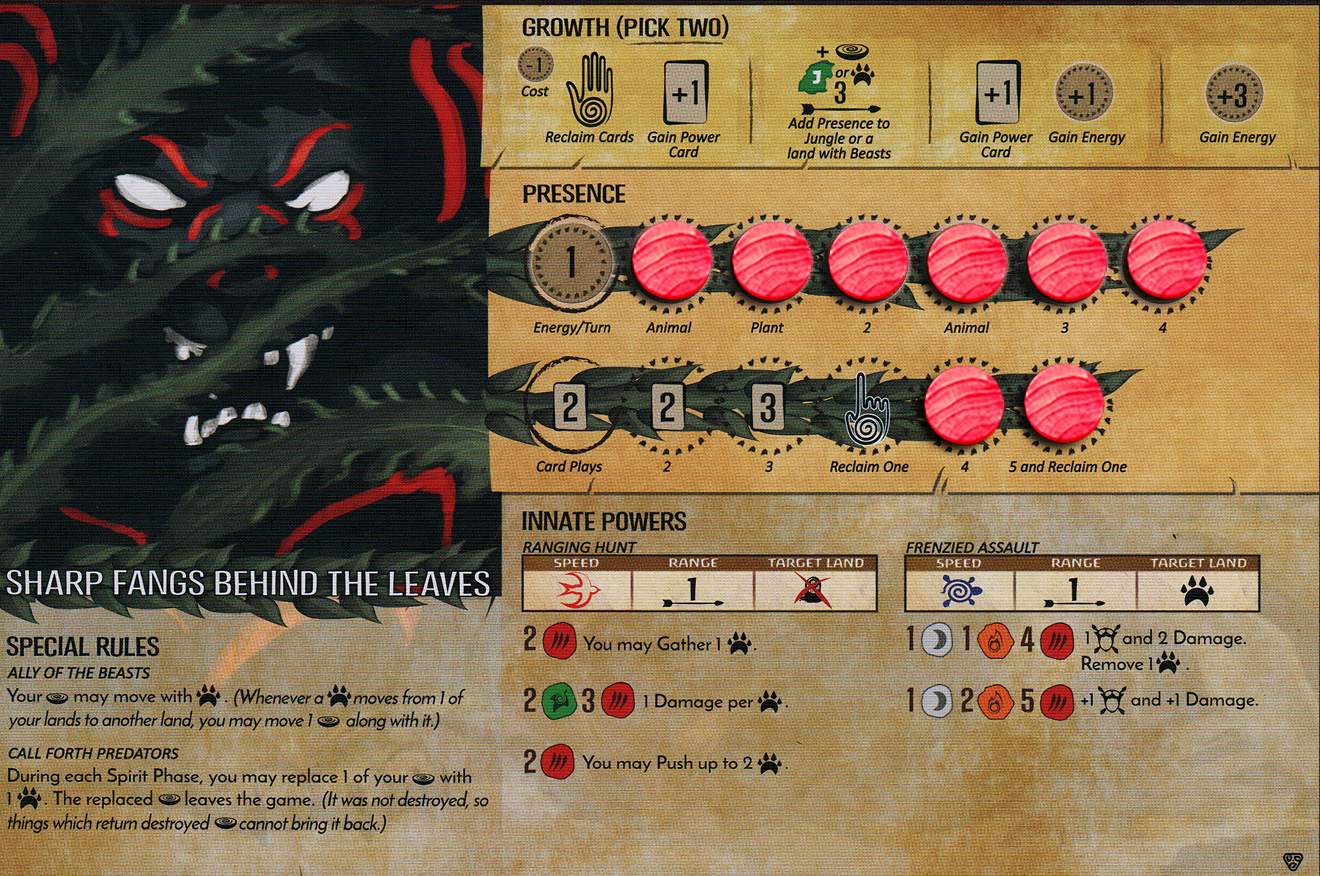 GROWTH (PICK TWO)
-1
Cost
Reclaim Cards
+1
Gain Power
Card
+
J or
3
Add Presence to
Jungle or a
land with Beasts
+1
Gain Power
Card
+1
Gain Energy
+3
Gain Energy
PRESENCE
1
Energy/Turn
Animal
Plant
2
Animal
3
4
2
2
3
Card Plays
2
3
Reclaim One
4
5 and Reclaim One
SHARP FANGS BEHIND THE LEAVES
SPECIAL RULES
ALLY OF THE BEASTS
Your may move with . (Whenever a moves from 1 of
your lands to another land, you may move 1 along with it.)
CALL FORTH PREDATORS
During each Spirit Phase, you may replace 1 of your with
1 . The replaced leaves the game. (It was not destroyed, so
things which return destroyed cannot bring it back.)
INNATE POWERS
RANGING HUNT
SPEED RANGE TARGET LAND
1
2 You may Gather 1 .
2 3 1 Damage per .
2 You may Push up to 2 .
FRENZIED ASSAULT
SPEED RANGE TARGET LAND
1
1 1 4 1 and 2 Damage.
Remove 1 .
1 2 5 +1 and +1 Damage.